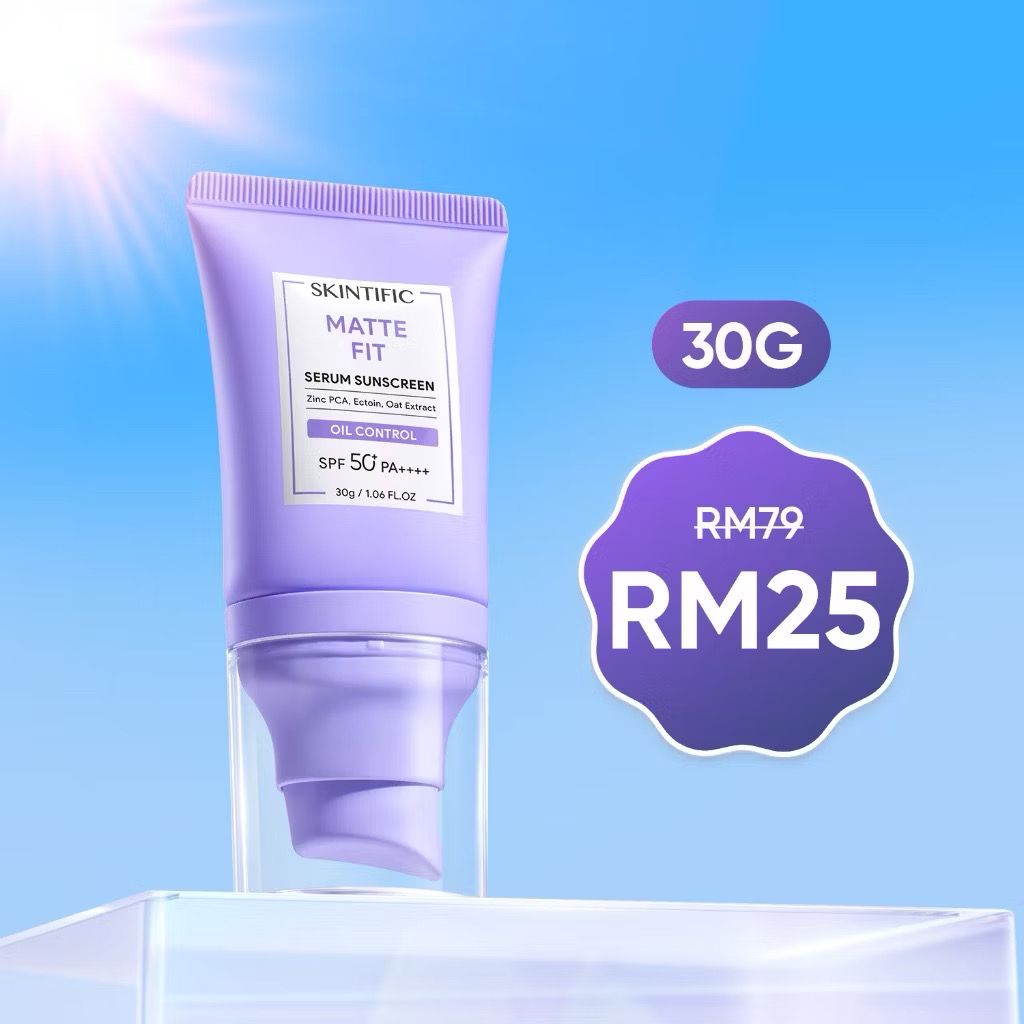 SKINTIFIC
MATTE
FIT
SERUM SUNSCREEN
Zinc PCA, Ectoin, Oat Extract
OIL CONTROL
SPF 50+ PA++++
30g / 1.06 FL.OZ
30G
RM79
RM25